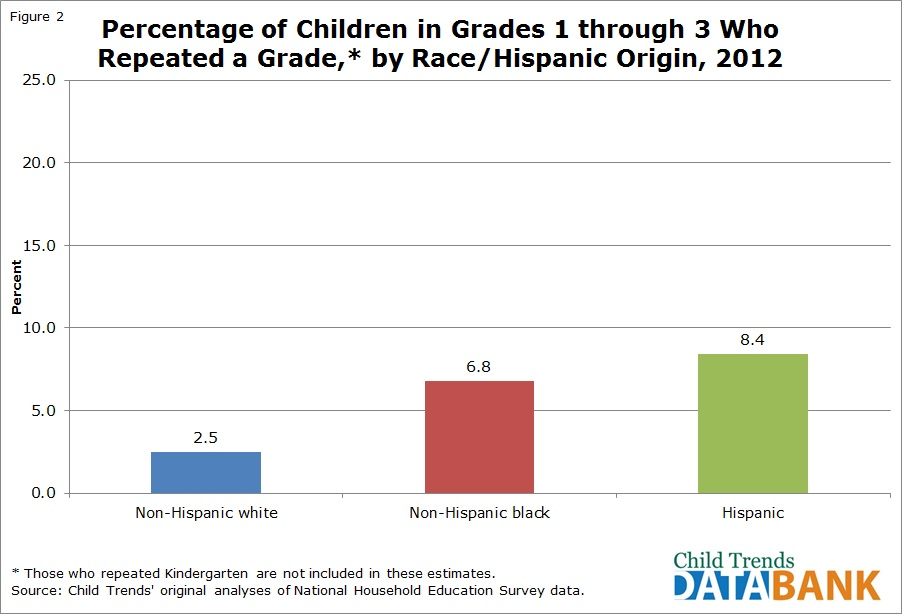 Figure 2
Percentage of Children in Grades 1 through 3 Who
Repeated a Grade,* by Race/Hispanic Origin, 2012
25.0
20.0
15.0
10.0
5.0
0.0
Percent
2.5
6.8
8.4
Non-Hispanic white
Non-Hispanic black
Hispanic
* Those who repeated Kindergarten are not included in these estimates.
Source: Child Trends' original analyses of National Household Education Survey data.
Child Trends
DATABANK